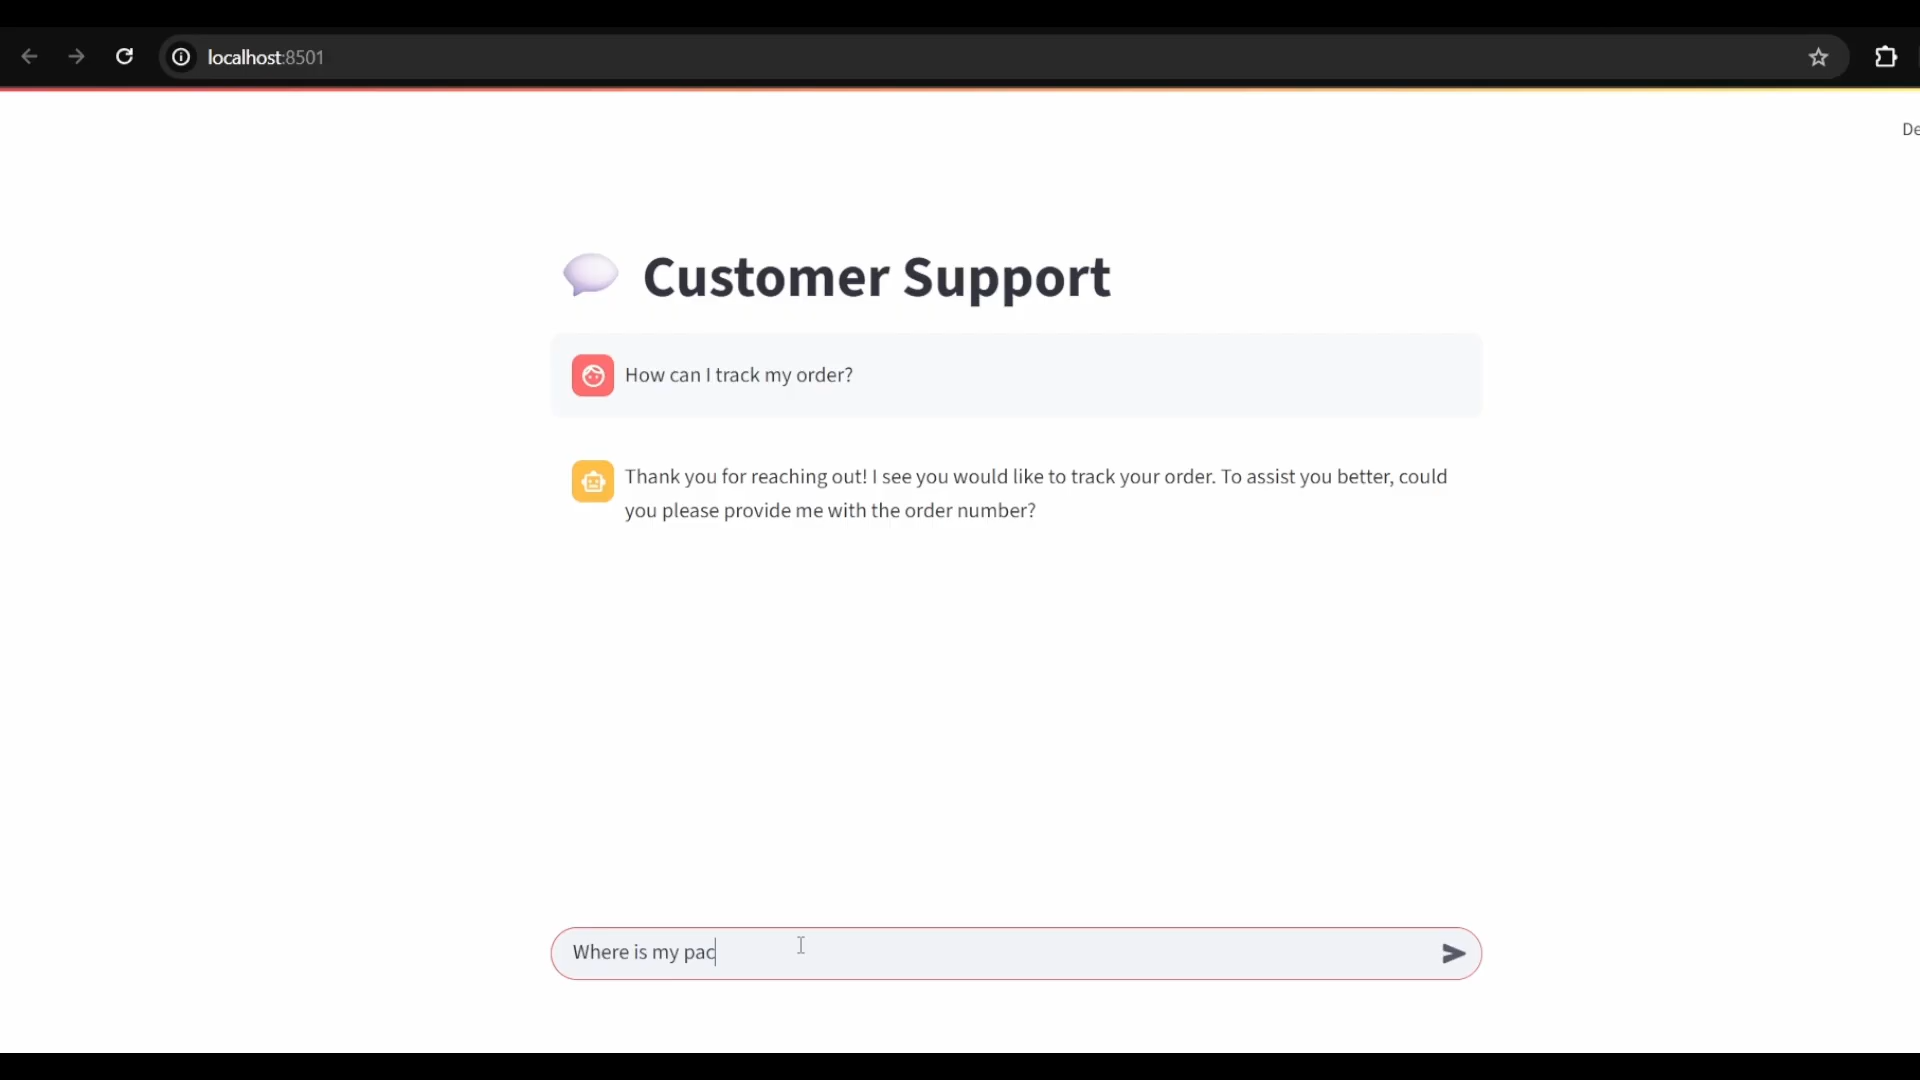 localhost:8501
De
Customer Support
How can I track my order?
Thank you for reaching out! I see you would like to track your order. To assist you better, could
you please provide me with the order number?
Where is my pac